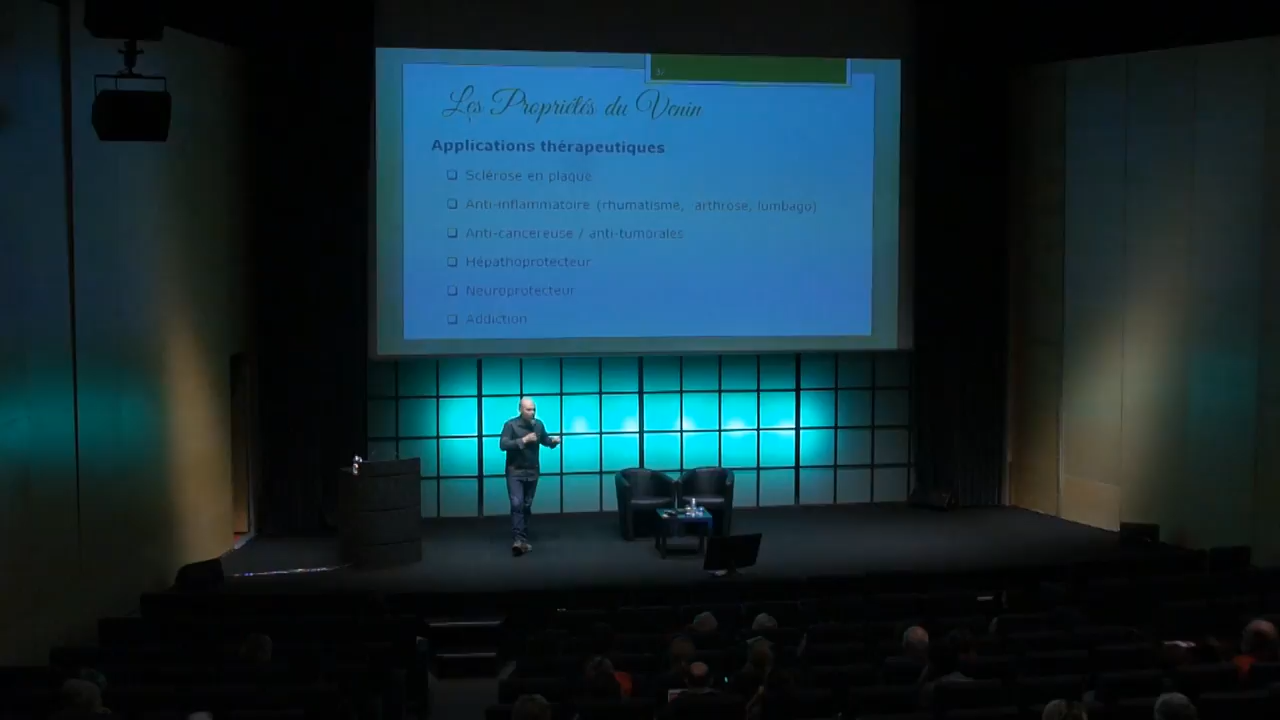 Les Propriétés du Venin
Applications thérapeutiques
❑ Sclérose en plaque
❑ Anti-inflammatoire (rhumatisme, arthrose, lumbago)
❑ Anti-cancereuse / anti-tumorales
❑ Hépathoprotecteur
❑ Neuroprotecteur
❑ Addiction